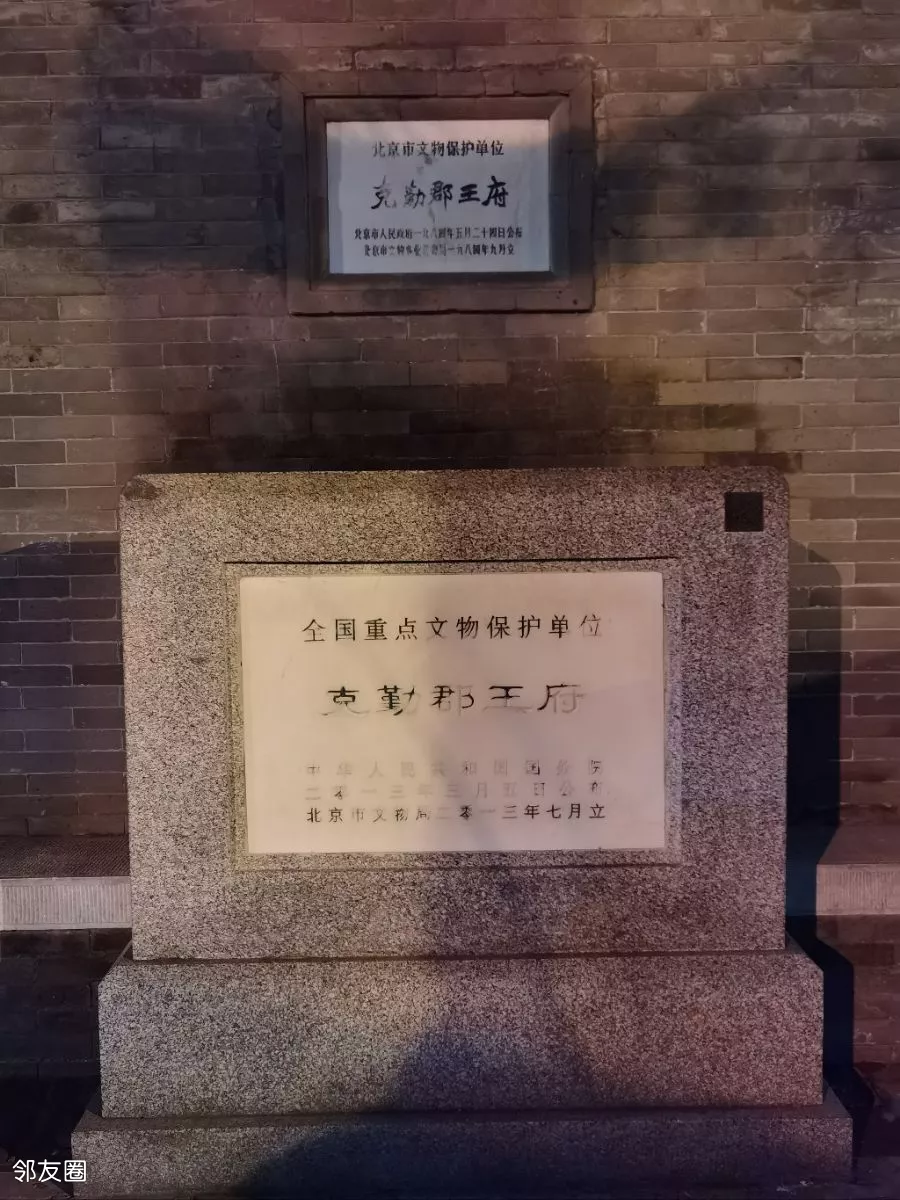 北京市文物保护单位
克勤郡王府
北京市人民政府一九八四年五月二十四日公布
北京市文物事业管理局一九八四年九月立
全国重点文物保护单位
克勤郡王府
中华人民共和国国务院
二零一三年三月五日公布
北京市文物局二零一三年七月立
邻友圈